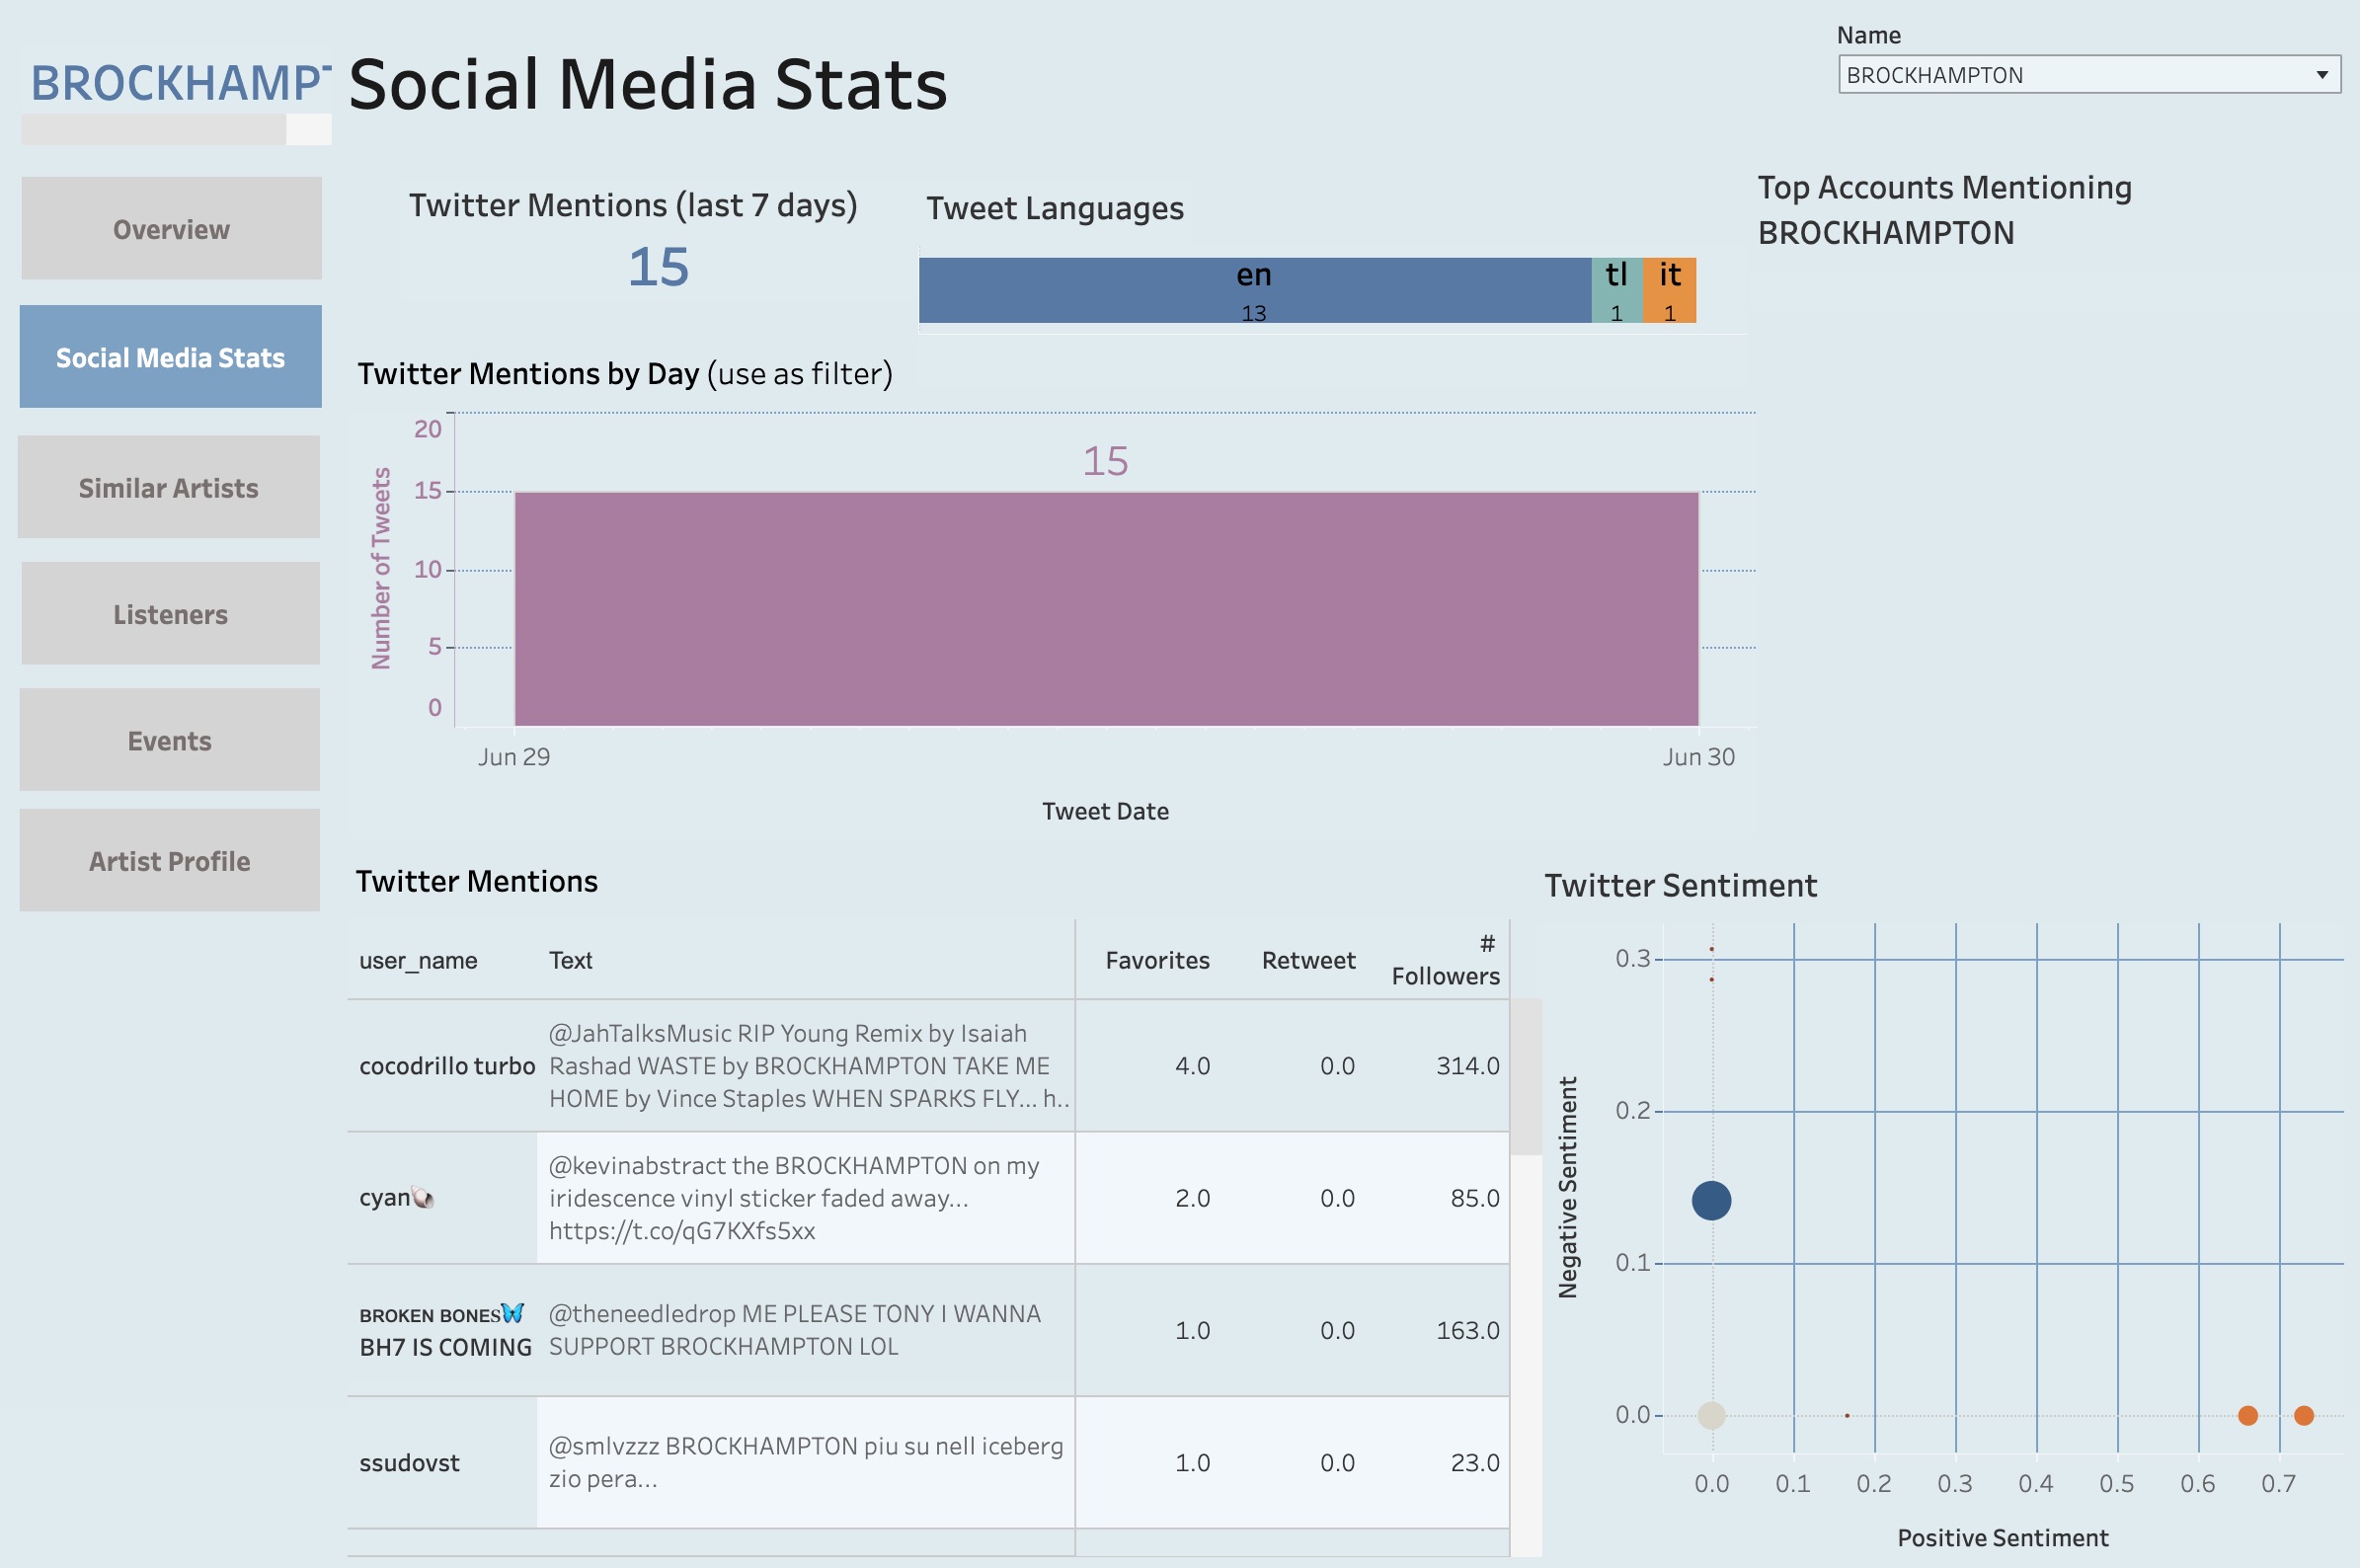 BROCKHAMPT
Social Media Stats
Name
BROCKHAMPTON
Overview
Social Media Stats
Similar Artists
Listeners
Events
Artist Profile
Twitter Mentions (last 7 days)
15
Tweet Languages
en
13
tl
1
it
1
Top Accounts Mentioning
BROCKHAMPTON
Twitter Mentions by Day (use as filter)
Number of Tweets
20
15
10
5
0
15
Jun 29
Jun 30
Tweet Date
Twitter Mentions
user_name
Text
Favorites
Retweet
#
Followers
cocodrillo turbo
@JahTalksMusic RIP Young Remix by Isaiah
Rashad WASTE by BROCKHAMPTON TAKE ME
HOME by Vince Staples WHEN SPARKS FLY... h..
4.0
0.0
314.0
cyan🐚
@kevinabstract the BROCKHAMPTON on my
iridescence vinyl sticker faded away...
https://t.co/qG7KXfs5xx
2.0
0.0
85.0
ʙʀᴏᴋᴇɴ ʙᴏɴᴇs🦋
BH7 IS COMING
@theneedledrop ME PLEASE TONY I WANNA
SUPPORT BROCKHAMPTON LOL
1.0
0.0
163.0
ssudovst
@smlvzzz BROCKHAMPTON piu su nell iceberg
zio pera...
1.0
0.0
23.0
Twitter Sentiment
Negative Sentiment
0.3
0.2
0.1
0.0
0.0
0.1
0.2
0.3
0.4
0.5
0.6
0.7
Positive Sentiment